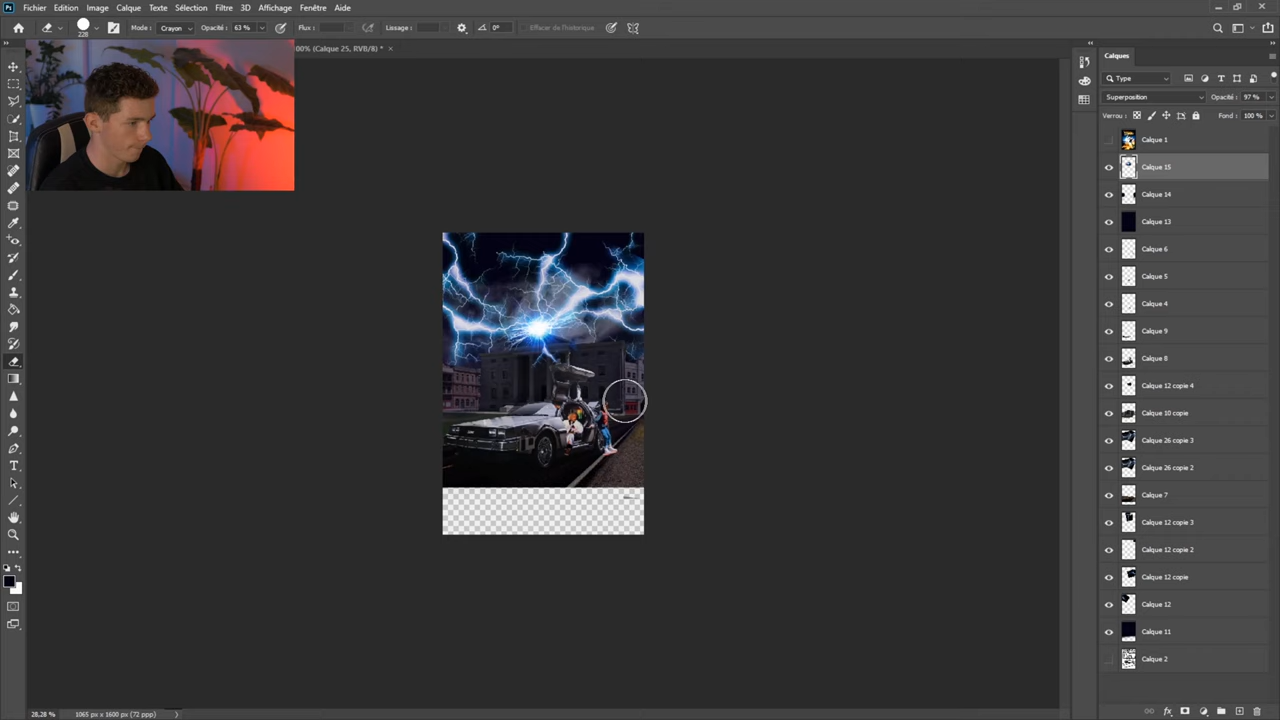 Ps Fichier Edition Image Calque Texte Sélection Filtre 3D Affichage Fenêtre Aide
228 Mode : Crayon Opacité : 63 % Flux : Lissage : 0° Effacer de l'historique
00% (Calque 25, RVB/8) * ×
Calques
Type
Superposition Opacité : 97 %
Verrou : Fond : 100 %
Calque 1
Calque 15
Calque 14
Calque 13
Calque 6
Calque 5
Calque 4
Calque 9
Calque 8
Calque 12 copie 4
Calque 10 copie
Calque 26 copie 3
Calque 26 copie 2
Calque 7
Calque 12 copie 3
Calque 12 copie 2
Calque 12 copie
Calque 12
Calque 11
Calque 2
28,28 % 1065 px x 1600 px (72 ppp)